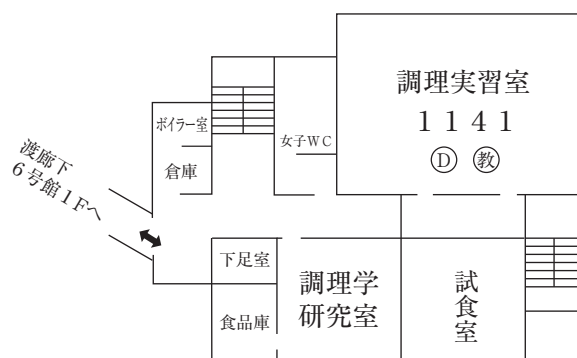 調理実習室
1141
Ⓓ ㊙教
ボイラー室
女子WC
倉庫
渡廊下
6号館1Fへ
下足室
調理学
研究室
試食室
食品庫